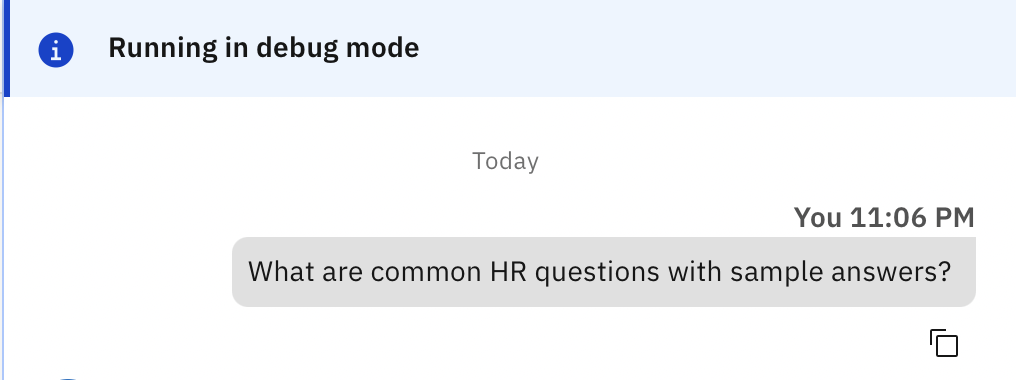 Running in debug mode
Today
You 11:06 PM
What are common HR questions with sample answers?